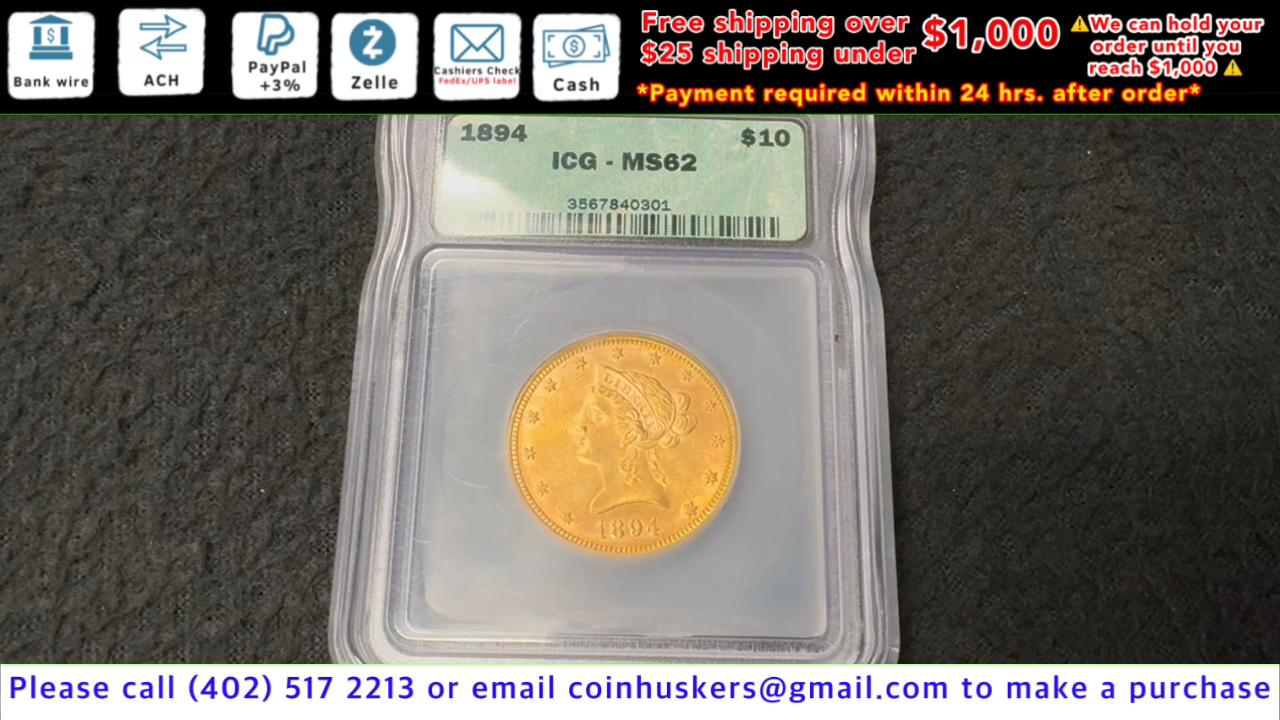 Bank wire
ACH
PayPal
+3%
Zelle
Cashiers Check
FedEx/UPS label
Cash
Free shipping over
$25 shipping under
$1,000
⚠️We can hold your
order until you
reach $1,000 ⚠️
*Payment required within 24 hrs. after order*
1894
$10
ICG - MS62
3567840301
LIBERTY
1894
Please call (402) 517 2213 or email coinhuskers@gmail.com to make a purchase